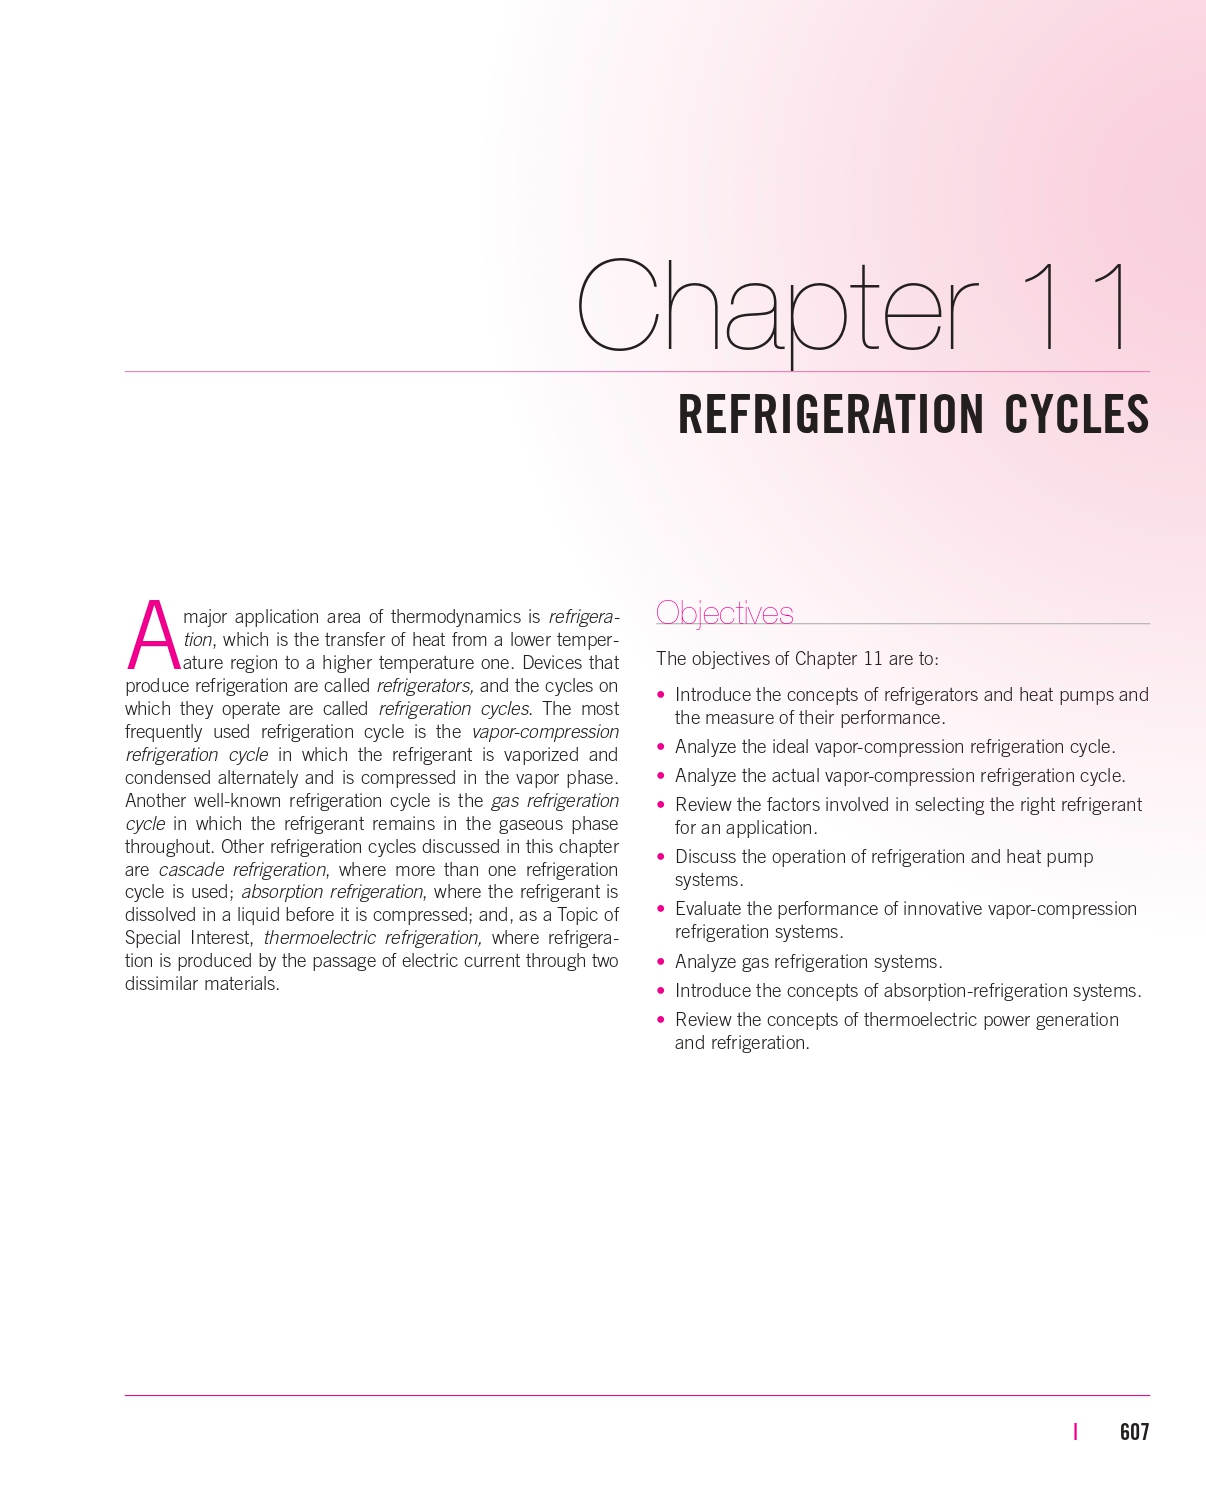 Chapter 11
REFRIGERATION CYCLES
A major application area of thermodynamics is refrigera-
tion, which is the transfer of heat from a lower temper-
ature region to a higher temperature one. Devices that
produce refrigeration are called refrigerators, and the cycles on
which they operate are called refrigeration cycles. The most
frequently used refrigeration cycle is the vapor-compression
refrigeration cycle in which the refrigerant is vaporized and
condensed alternately and is compressed in the vapor phase.
Another well-known refrigeration cycle is the gas refrigeration
cycle in which the refrigerant remains in the gaseous phase
throughout. Other refrigeration cycles discussed in this chapter
are cascade refrigeration, where more than one refrigeration
cycle is used; absorption refrigeration, where the refrigerant is
dissolved in a liquid before it is compressed; and, as a Topic of
Special Interest, thermoelectric refrigeration, where refrigera-
tion is produced by the passage of electric current through two
dissimilar materials.
Objectives
The objectives of Chapter 11 are to:
• Introduce the concepts of refrigerators and heat pumps and
the measure of their performance.
• Analyze the ideal vapor-compression refrigeration cycle.
• Analyze the actual vapor-compression refrigeration cycle.
• Review the factors involved in selecting the right refrigerant
for an application.
• Discuss the operation of refrigeration and heat pump
systems.
• Evaluate the performance of innovative vapor-compression
refrigeration systems.
• Analyze gas refrigeration systems.
• Introduce the concepts of absorption-refrigeration systems.
• Review the concepts of thermoelectric power generation
and refrigeration.
| 607